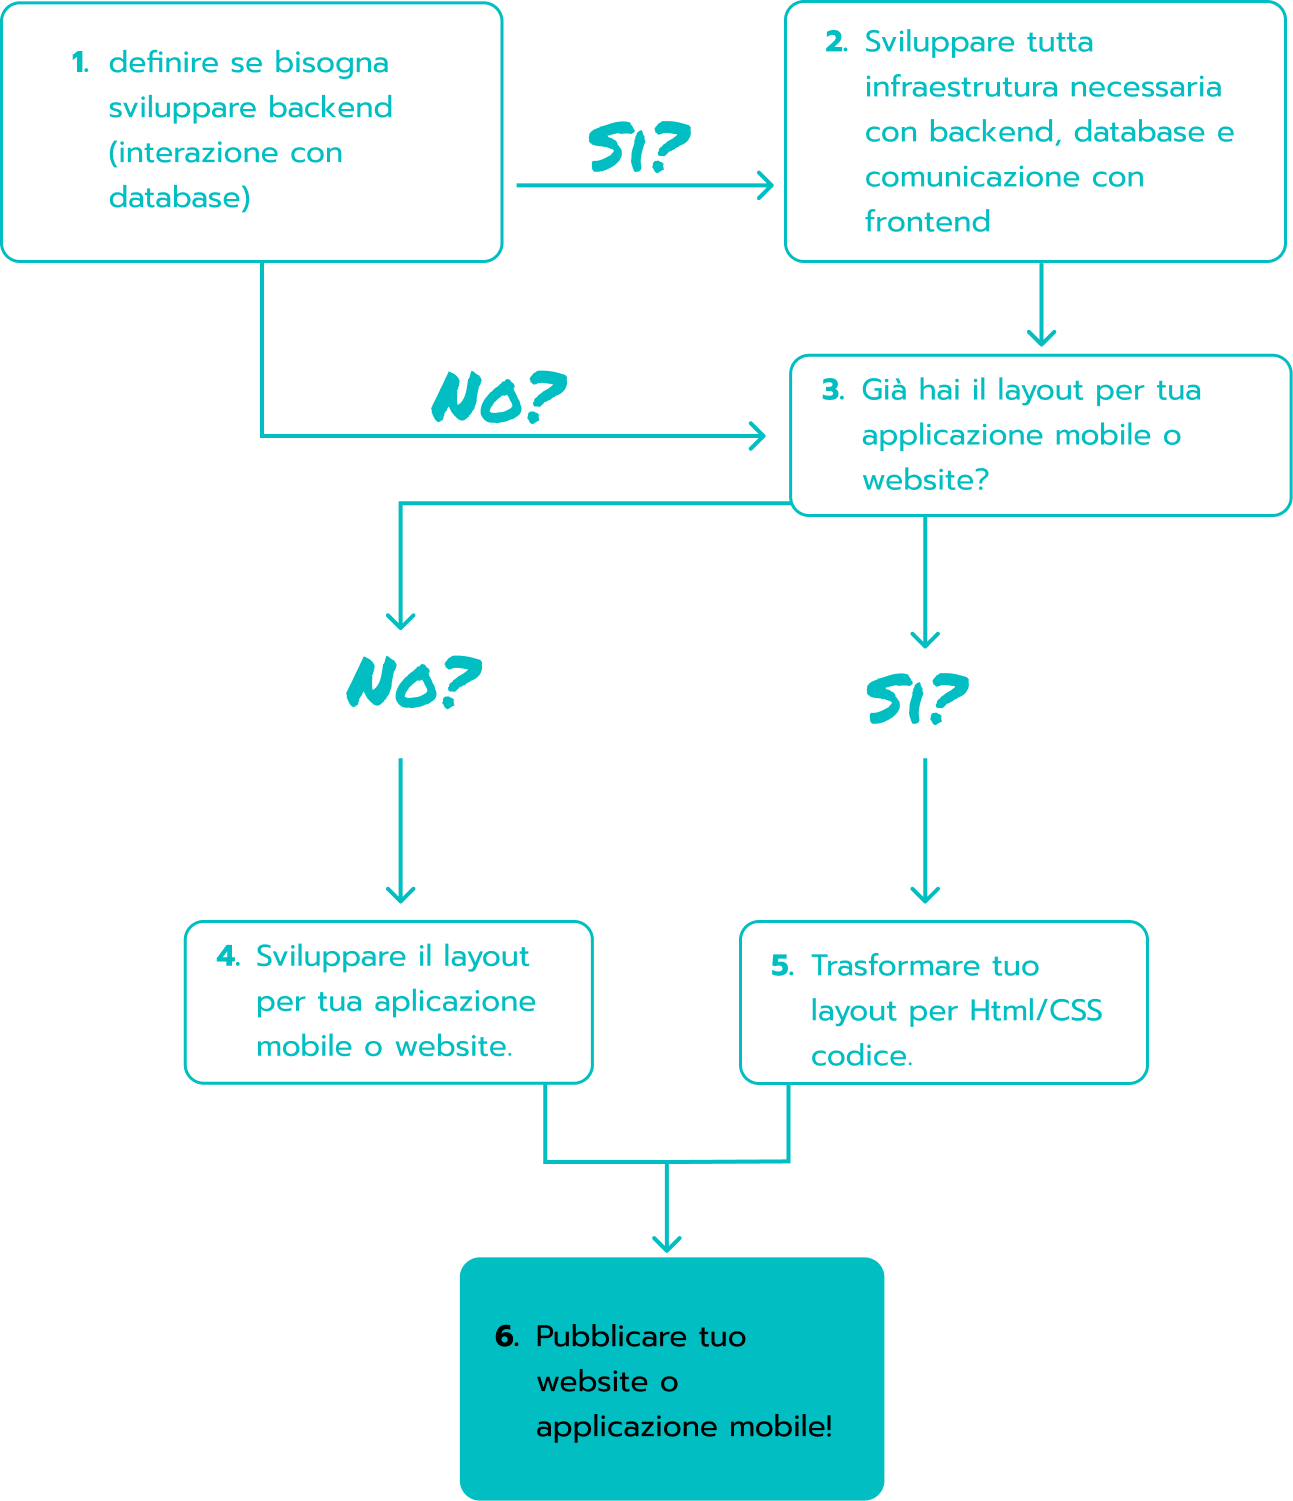 1. definire se bisogna
sviluppare backend
(interazione con
database)
Si?
2. Sviluppare tutta
infraestrutura necessaria
con backend, database e
comunicazione con
frontend
No?
3. Già hai il layout per tua
applicazione mobile o
website?
No?
Si?
4. Sviluppare il layout
per tua aplicazione
mobile o website.
5. Trasformare tuo
layout per Html/CSS
codice.
6. Pubblicare tuo
website o
applicazione mobile!